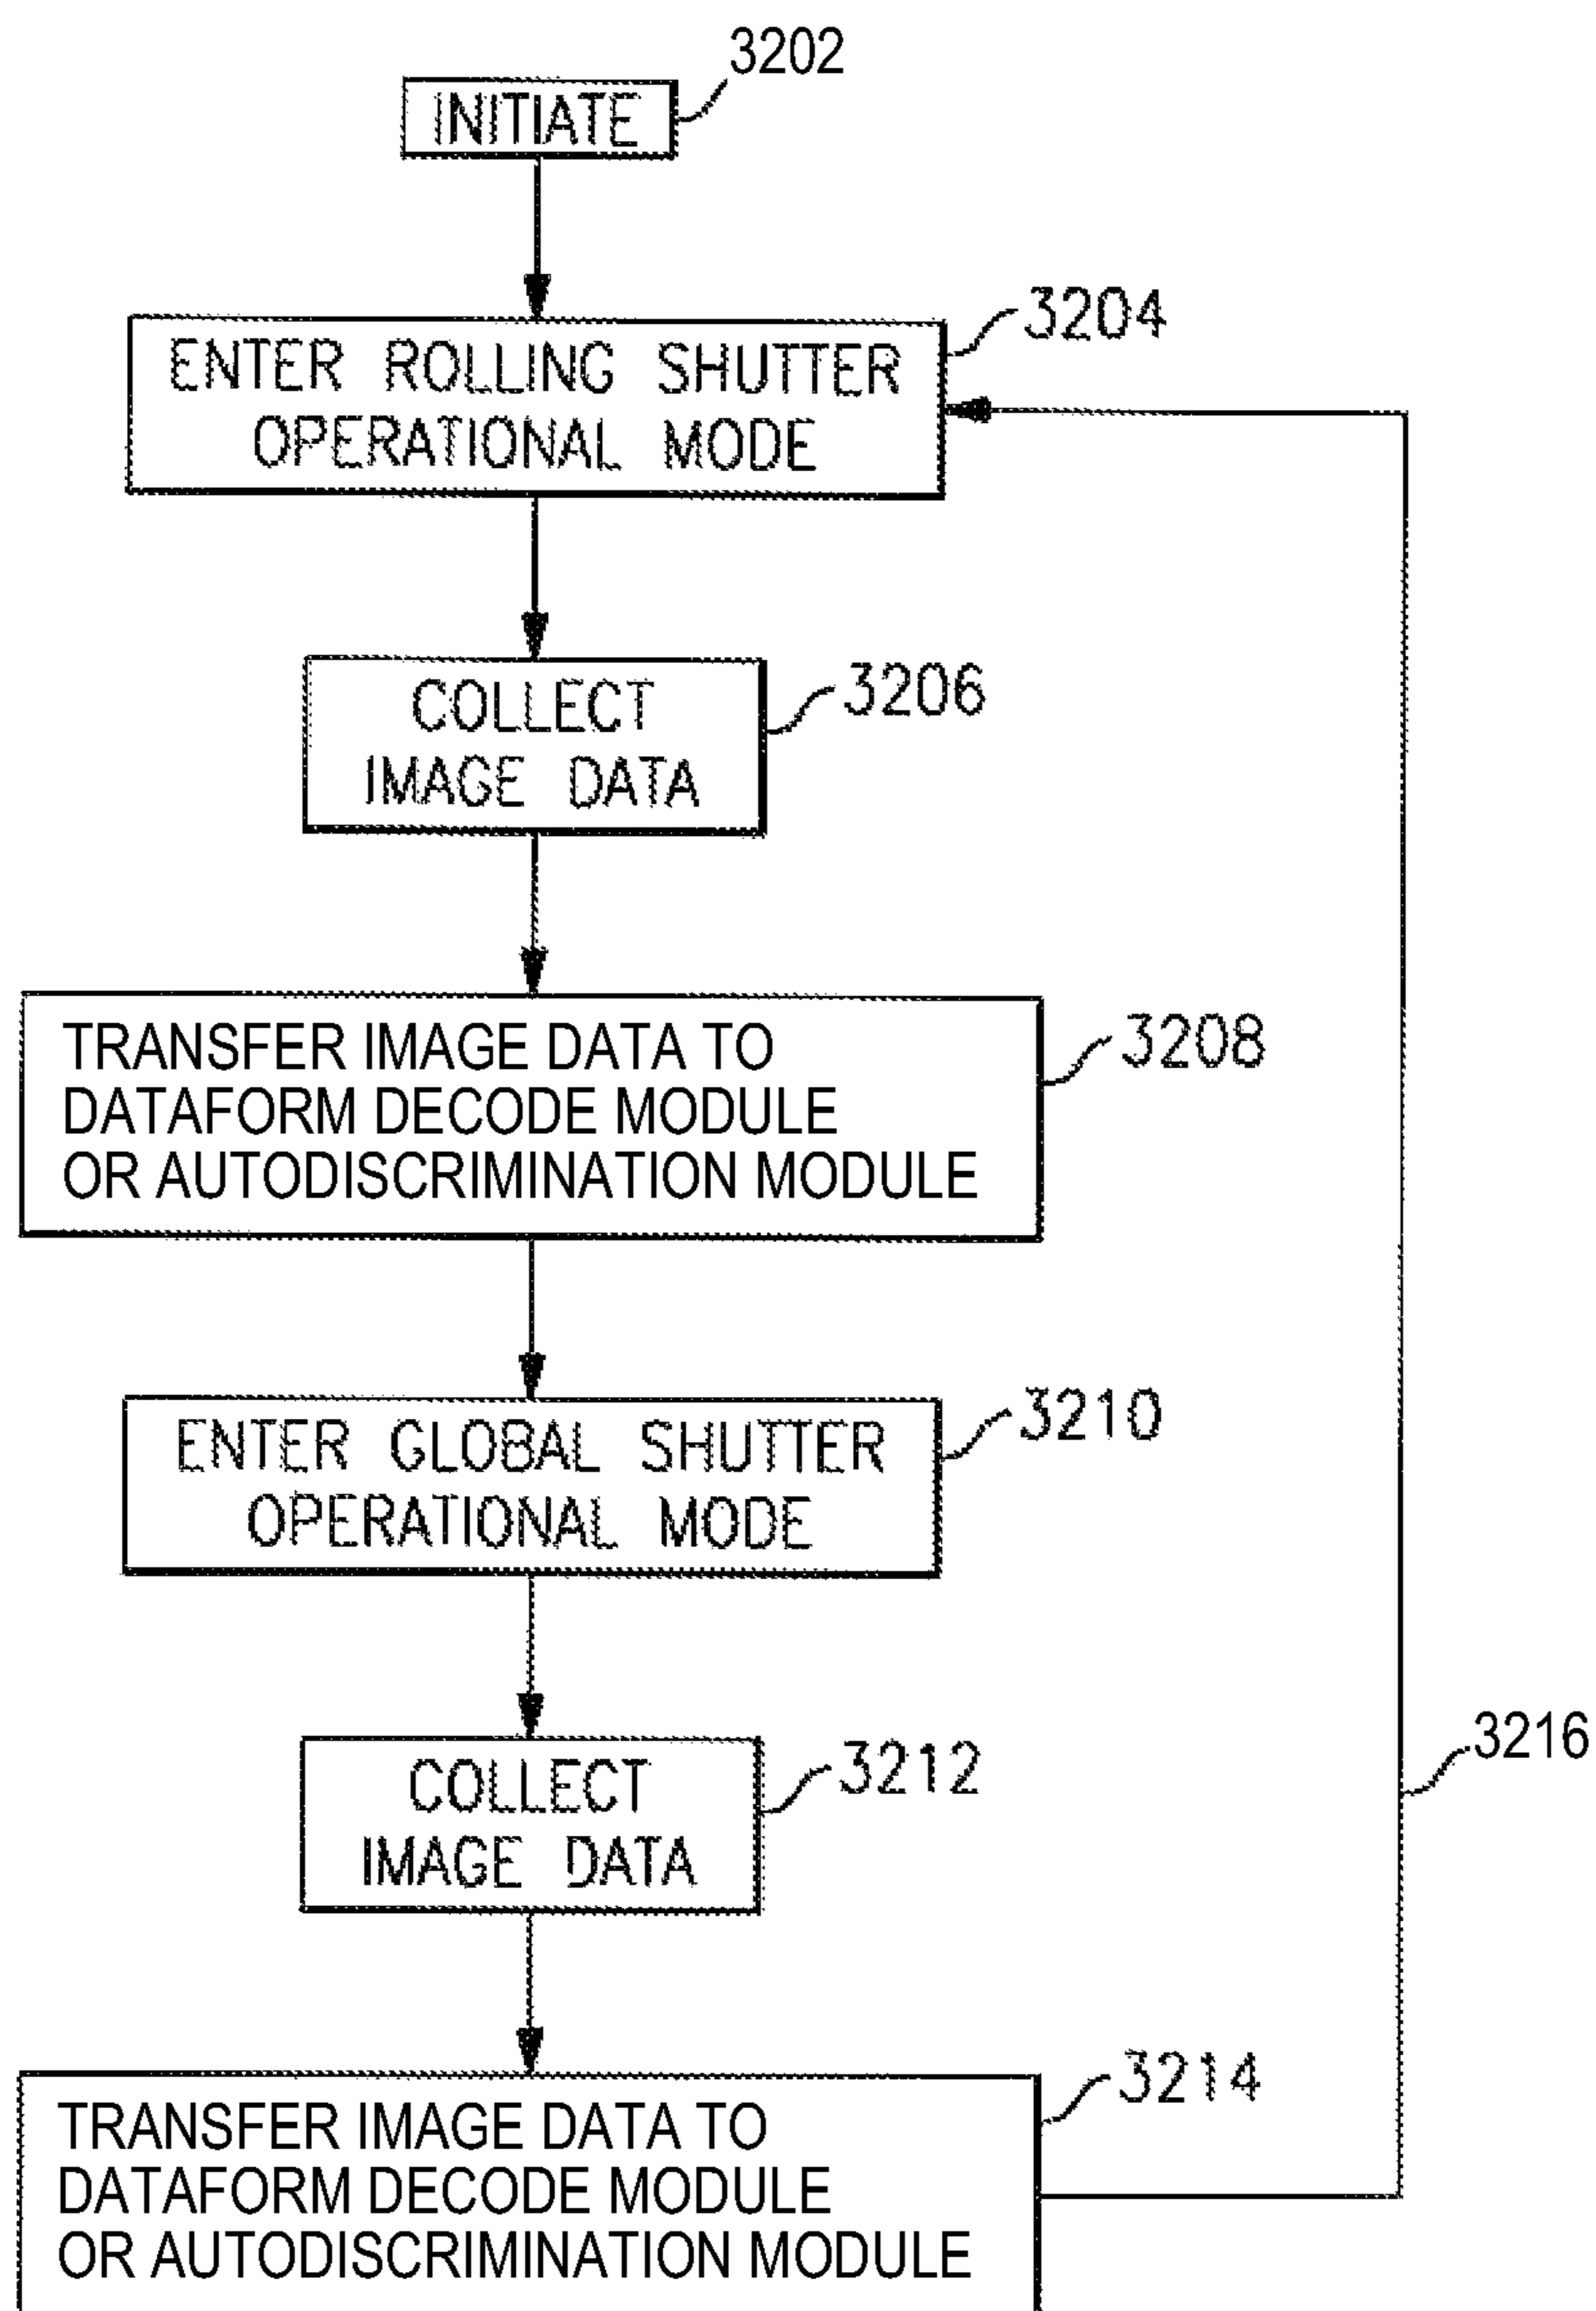 3202
INITIATE
3204
ENTER ROLLING SHUTTER
OPERATIONAL MODE
3206
COLLECT
IMAGE DATA
3208
TRANSFER IMAGE DATA TO
DATAFORM DECODE MODULE
OR AUTODISCRIMINATION MODULE
3210
ENTER GLOBAL SHUTTER
OPERATIONAL MODE
3212
COLLECT
IMAGE DATA
3216
3214
TRANSFER IMAGE DATA TO
DATAFORM DECODE MODULE
OR AUTODISCRIMINATION MODULE